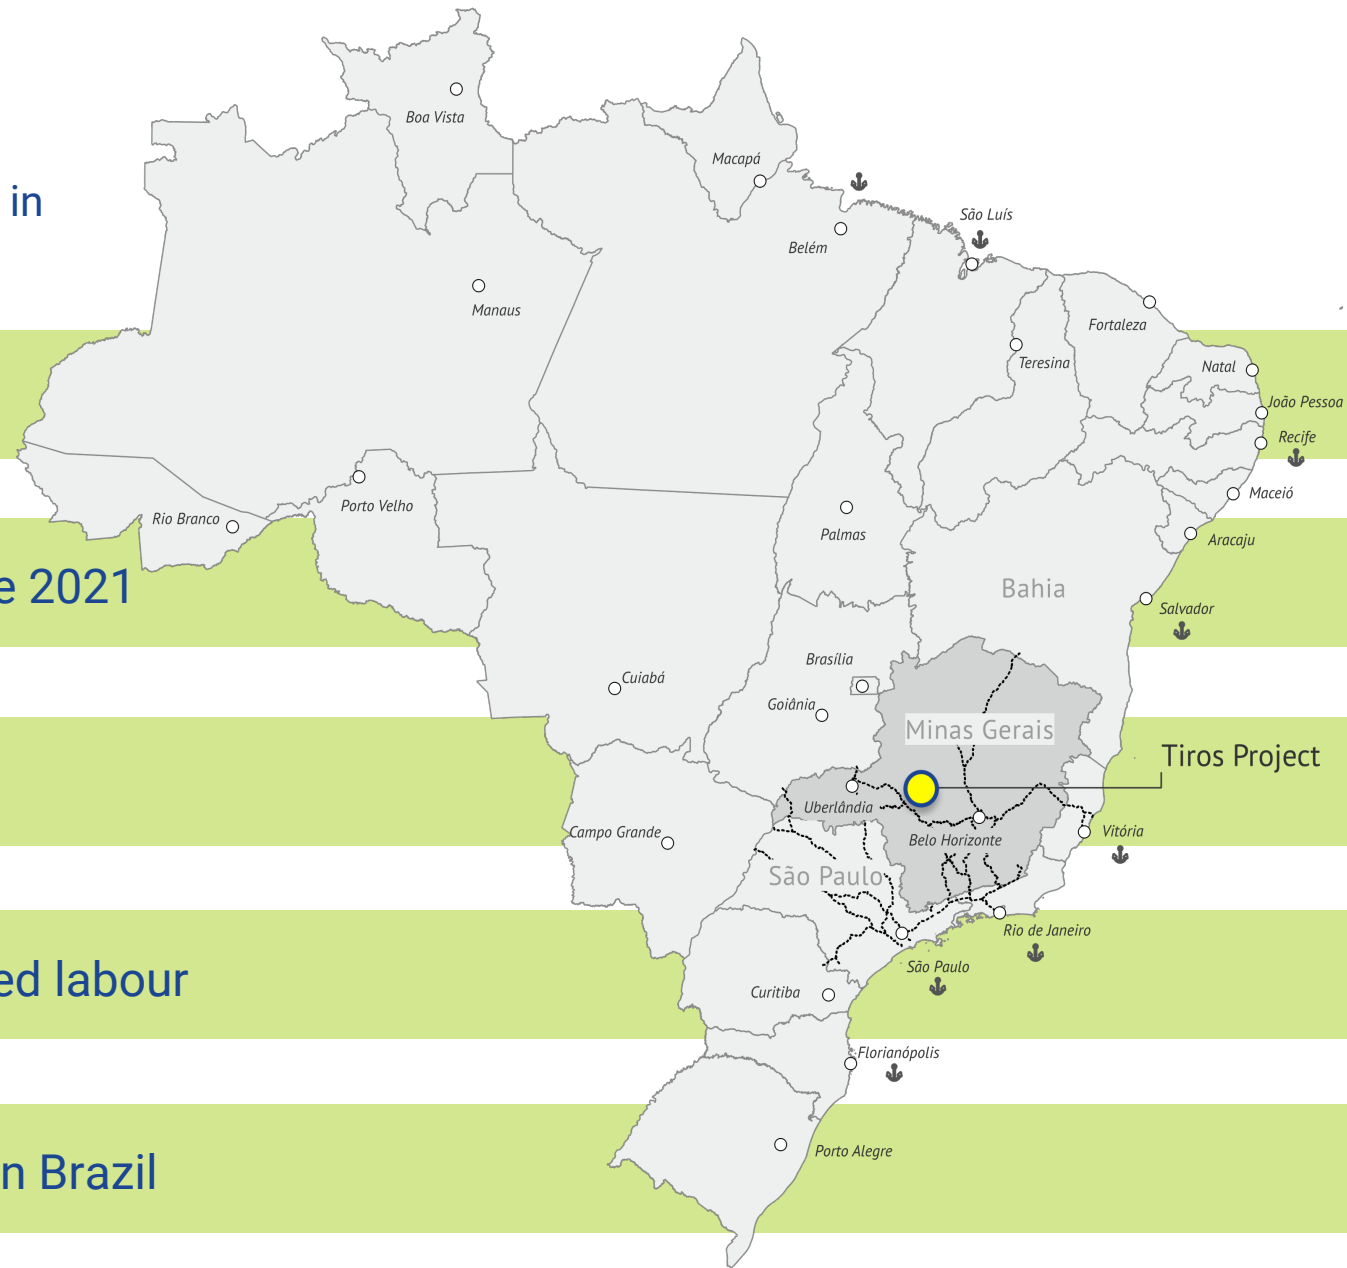 Boa Vista
Macapá
in
São Luís
Belém
Manaus
Fortaleza
Teresina
Natal
João Pessoa
Recife
Maceió
Porto Velho
Rio Branco
Palmas
Aracaju
e 2021
Bahia
Salvador
Brasília
Cuiabá
Goiânia
Minas Gerais
Tiros Project
Uberlândia
Campo Grande
Belo Horizonte
Vitória
São Paulo
Rio de Janeiro
São Paulo
ed labour
Curitiba
Florianópolis
Porto Alegre
n Brazil